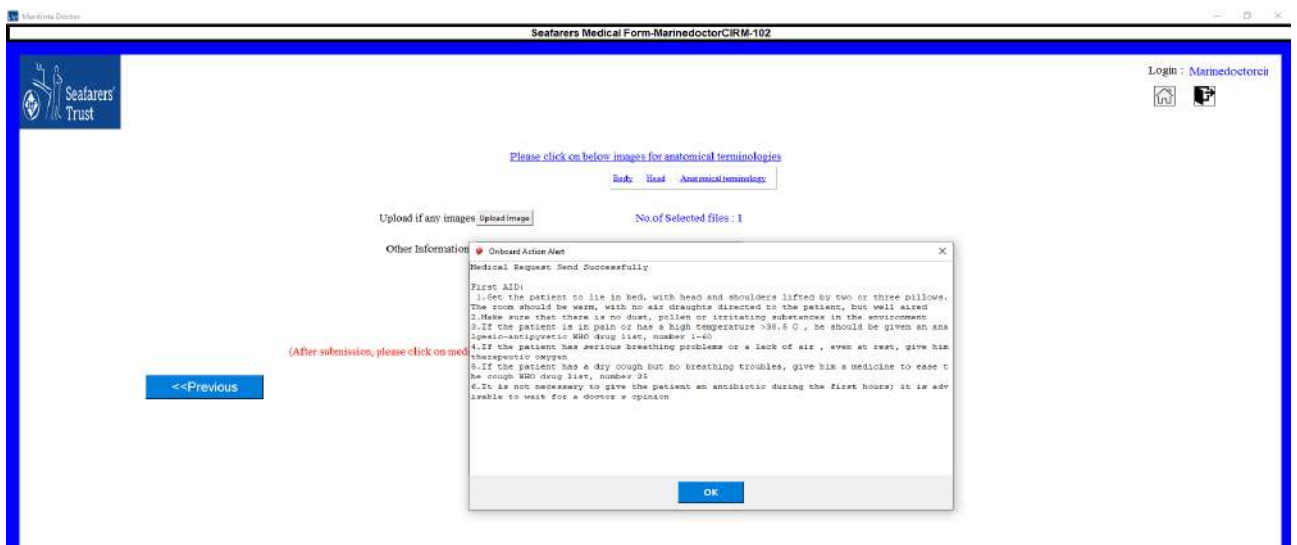 Maritime Doctor
Seafarers Medical Form-MarinedoctorCIRM-102
Seafarers'
Trust
Login : Marinedoctorcir
Please click on below images for anatomical terminologies
Body Head Anatomical terminology
Upload if any images Upload Image No.of Selected files : 1
Other Information
Onboard Action Alert
Medical Request Send Successfully
First AID:
1.Get the patient to lie in bed, with head and shoulders lifted by two or three pillows.
The room should be warm, with no air draughts directed to the patient, but well aired
2.Make sure that there is no dust, pollen or irritating substances in the environment
3.If the patient is in pain or has a high temperature >38.5 C , he should be given an ana
lgesic-antipyretic WHO drug list, number 1-60
4.If the patient has serious breathing problems or a lack of air , even at rest, give him
therapeutic oxygen
5.If the patient has a dry cough but no breathing troubles, give him a medicine to ease t
he cough WHO drug list, number 25
6.It is not necessary to give the patient an antibiotic during the first hours; it is adv
isable to wait for a doctor s opinion
(After submission, please click on med
<<Previous
OK